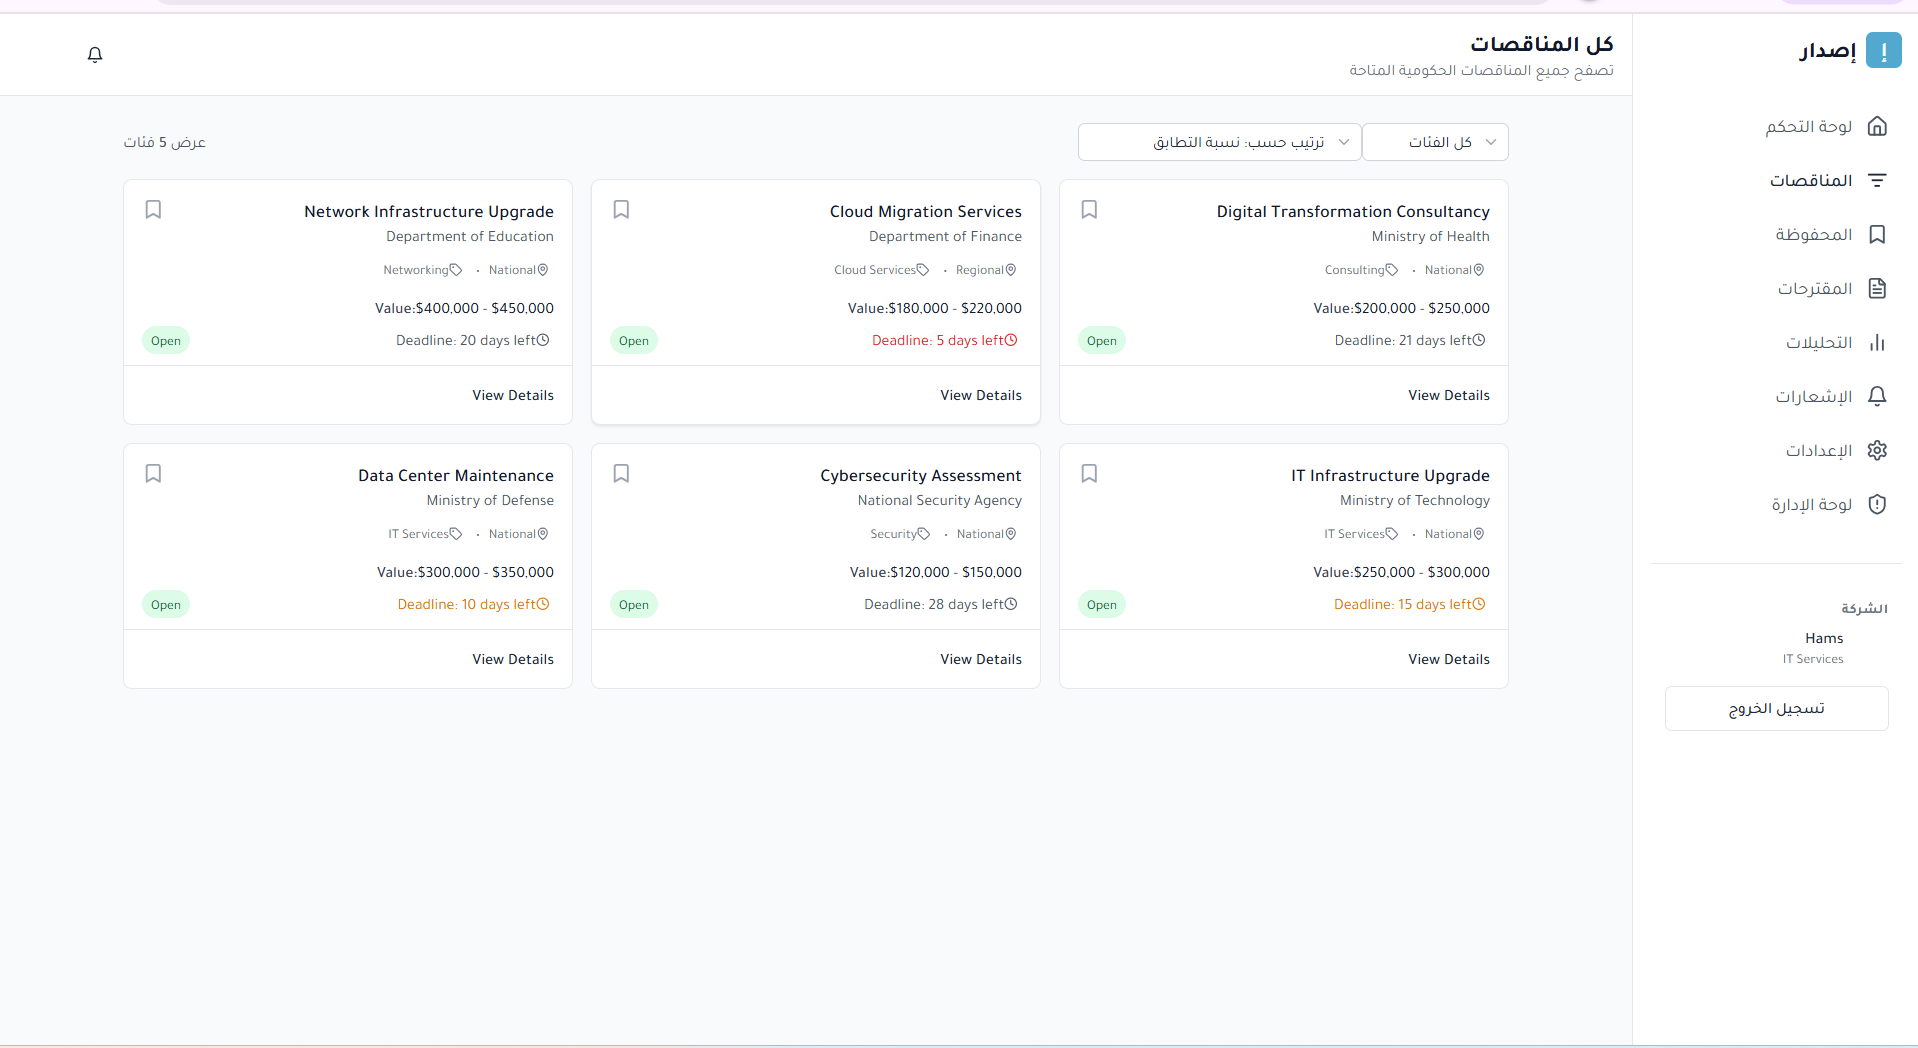 إ
إصدار
لوحة التحكم
المناقصات
المحفوظة
المقترحات
التحليلات
الإشعارات
الإعدادات
لوحة الإدارة
الشركة
Hams
IT Services
تسجيل الخروج
كل المناقصات
تصفح جميع المناقصات الحكومية المتاحة
كل الفئات
ترتيب حسب: نسبة التطابق
عرض 5 فئات
Digital Transformation Consultancy
Ministry of Health
National • Consulting
Value:$200,000 - $250,000
Deadline: 21 days left
Open
View Details
Cloud Migration Services
Department of Finance
Regional • Cloud Services
Value:$180,000 - $220,000
Deadline: 5 days left
Open
View Details
Network Infrastructure Upgrade
Department of Education
National • Networking
Value:$400,000 - $450,000
Deadline: 20 days left
Open
View Details
IT Infrastructure Upgrade
Ministry of Technology
National • IT Services
Value:$250,000 - $300,000
Deadline: 15 days left
Open
View Details
Cybersecurity Assessment
National Security Agency
National • Security
Value:$120,000 - $150,000
Deadline: 28 days left
Open
View Details
Data Center Maintenance
Ministry of Defense
National • IT Services
Value:$300,000 - $350,000
Deadline: 10 days left
Open
View Details